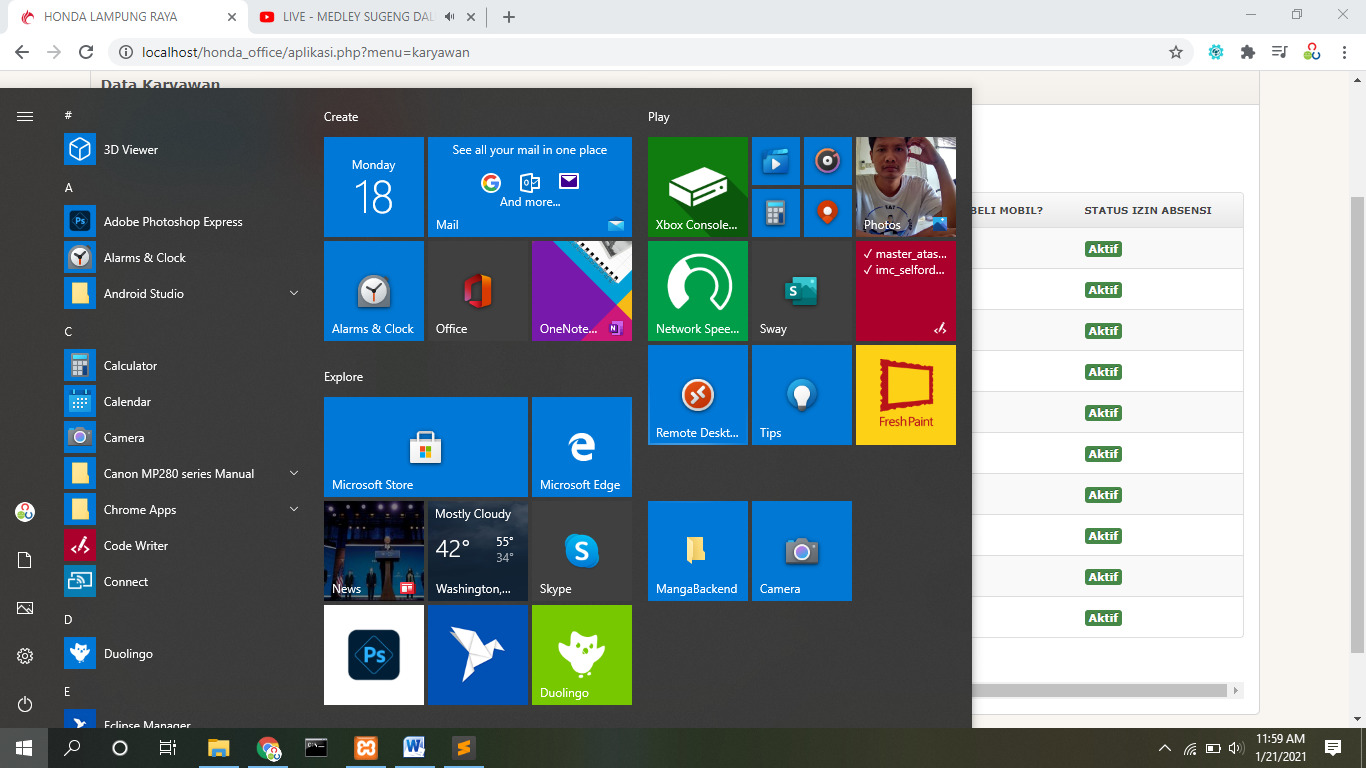 HONDA LAMPUNG RAYA
LIVE - MEDLEY SUGENG DAL
localhost/honda_office/aplikasi.php?menu=karyawan
Data Karyawan
BELI MOBIL?
STATUS IZIN ABSENSI
Aktif
Aktif
Aktif
Aktif
Aktif
Aktif
Aktif
Aktif
Aktif
Aktif
#
3D Viewer
A
Adobe Photoshop Express
Alarms & Clock
Android Studio
C
Calculator
Calendar
Camera
Canon MP280 series Manual
Chrome Apps
Code Writer
Connect
D
Duolingo
E
Eclipse Manager
Create
Monday
18
See all your mail in one place
And more...
Mail
Alarms & Clock
Office
OneNote...
Explore
Microsoft Store
Microsoft Edge
News
Mostly Cloudy
42°
55°
34°
Washington,...
Skype
Ps
Duolingo
Play
Xbox Console...
Photos
Network Spee...
Sway
✓ master_atas...
✓ imc_selford...
Remote Deskt...
Tips
FreshPaint
MangaBackend
Camera
11:59 AM
1/21/2021